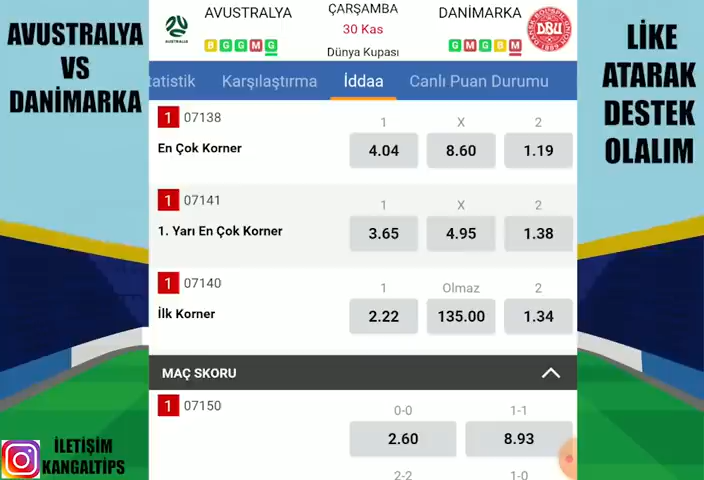 AVUSTRALYA
VS
DANİMARKA
AVUSTRALYA
B G G M G
ÇARŞAMBA
30 Kas
Dünya Kupası
DANİMARKA
G M G B M
AUSTRALIA
DBU
LİKE
ATARAK
DESTEK
OLALIM
tatistik Karşılaştırma İddaa Canlı Puan Durumu
1 07138
1 X 2
En Çok Korner 4.04 8.60 1.19
1 07141
1 X 2
1. Yarı En Çok Korner 3.65 4.95 1.38
1 07140
1 Olmaz 2
İlk Korner 2.22 135.00 1.34
MAÇ SKORU
1 07150
0-0 1-1
2.60 8.93
2-2 1-0
İLETİŞİM
KANGALTİPS